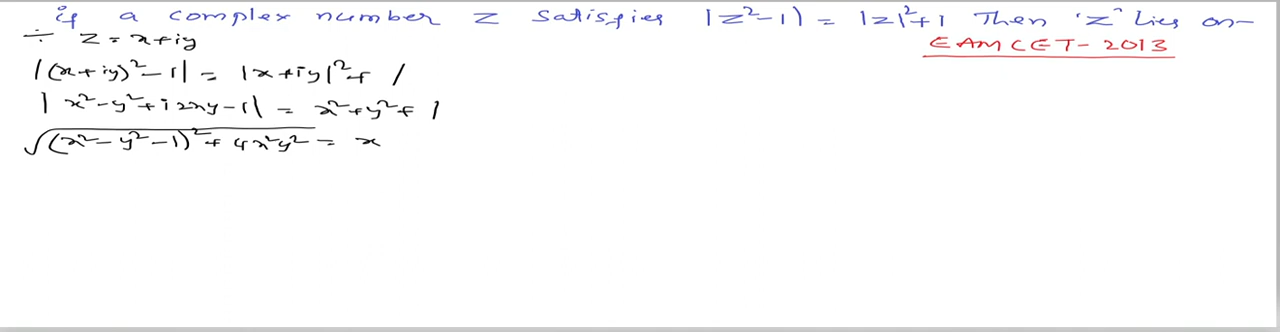 if a complex number z satisfies |z²-1) = |z|²+1 Then 'z' lies on-
EAMCET-2013
÷ z = x+iy
|(x+iy)²-1| = |x+iy|²+1
|x²-y²+i2xy-1| = x²+y²+1
√(x²-y²-1)²+4x²y² = x